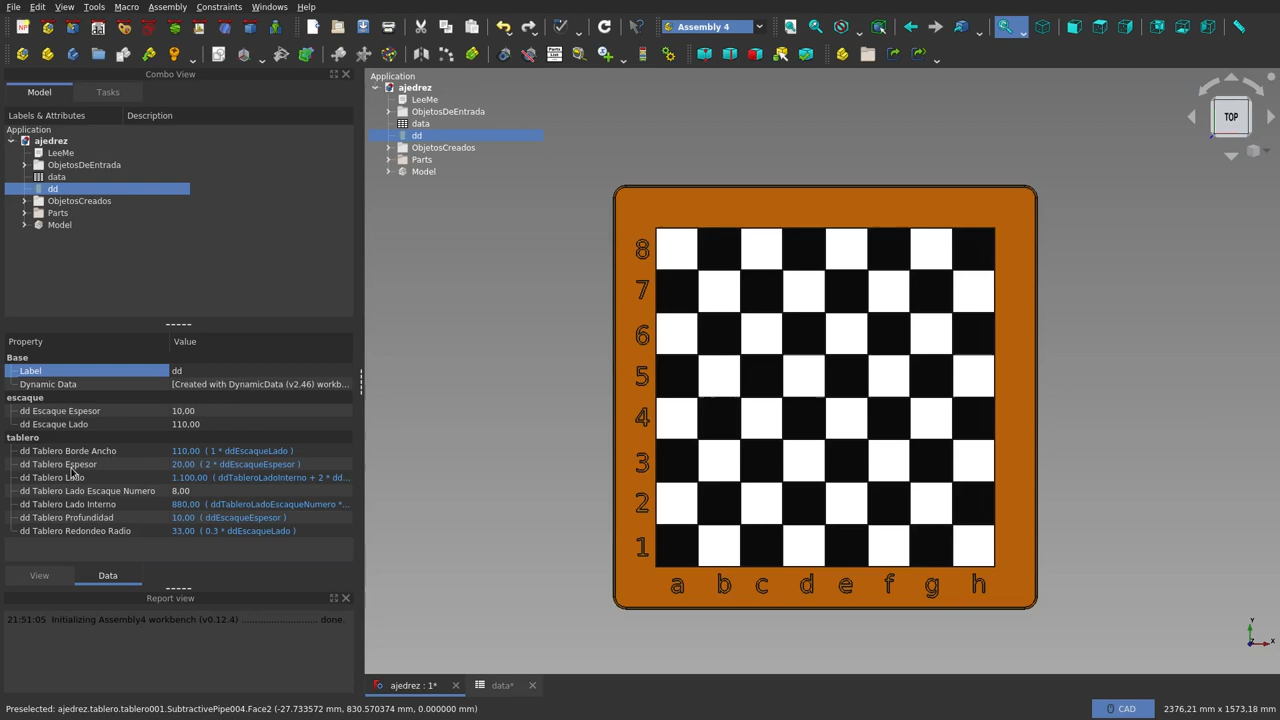 File Edit View Tools Macro Assembly Constraints Windows Help
Assembly 4
Combo View
Model Tasks
Labels & Attributes Description
Application
ajedrez
LeeMe
ObjetosDeEntrada
data
dd
ObjetosCreados
Parts
Model
Property Value
Base
Label dd
Dynamic Data [Created with DynamicData (v2.46) workb...
escaque
dd Escaque Espesor 10,00
dd Escaque Lado 110,00
tablero
dd Tablero Borde Ancho 110,00 ( 1 * ddEscaqueLado )
dd Tablero Espesor 20,00 ( 2 * ddEscaqueEspesor )
dd Tablero Lado 1.100,00 ( ddTableroLadoInterno + 2 * dd...
dd Tablero Lado Escaque Numero 8,00
dd Tablero Lado Interno 880,00 ( ddTableroLadoEscaqueNumero *...
dd Tablero Profundidad 10,00 ( ddEscaqueEspesor )
dd Tablero Redondeo Radio 33,00 ( 0.3 * ddEscaqueLado )
View Data
Report view
21:51:05 Initializing Assembly4 workbench (v0.12.4) ............................ done.
Application
ajedrez
LeeMe
ObjetosDeEntrada
data
dd
ObjetosCreados
Parts
Model
TOP
8
7
6
5
4
3
2
1
a b c d e f g h
Y
Z X
ajedrez : 1* data*
Preselected: ajedrez.tablero.tablero001.SubtractivePipe004.Face2 (-27.733572 mm, 830.570374 mm, 0.000000 mm) CAD 2376,21 mm x 1573,18 mm